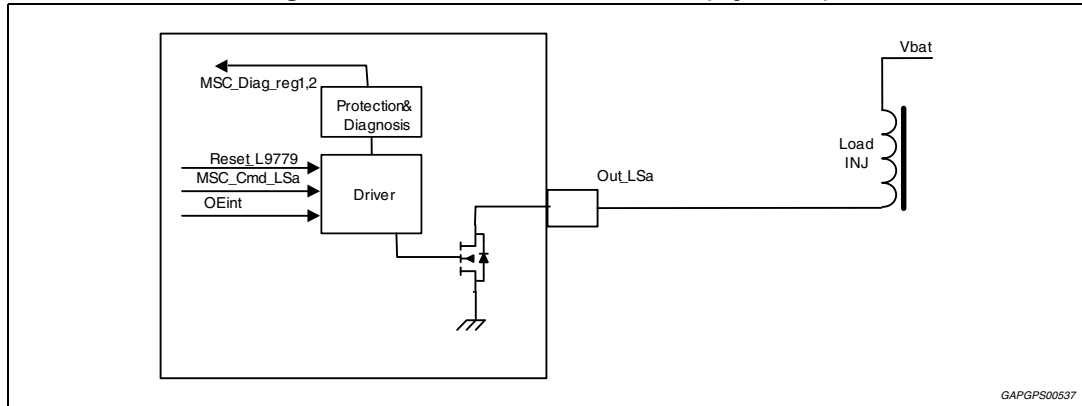 Vbat
MSC_Diag_reg1,2
Protection&
Diagnosis
Load
INJ
Reset_L9779
MSC_Cmd_LSa
OEint
Driver
Out_LSa
GAPGPS00537